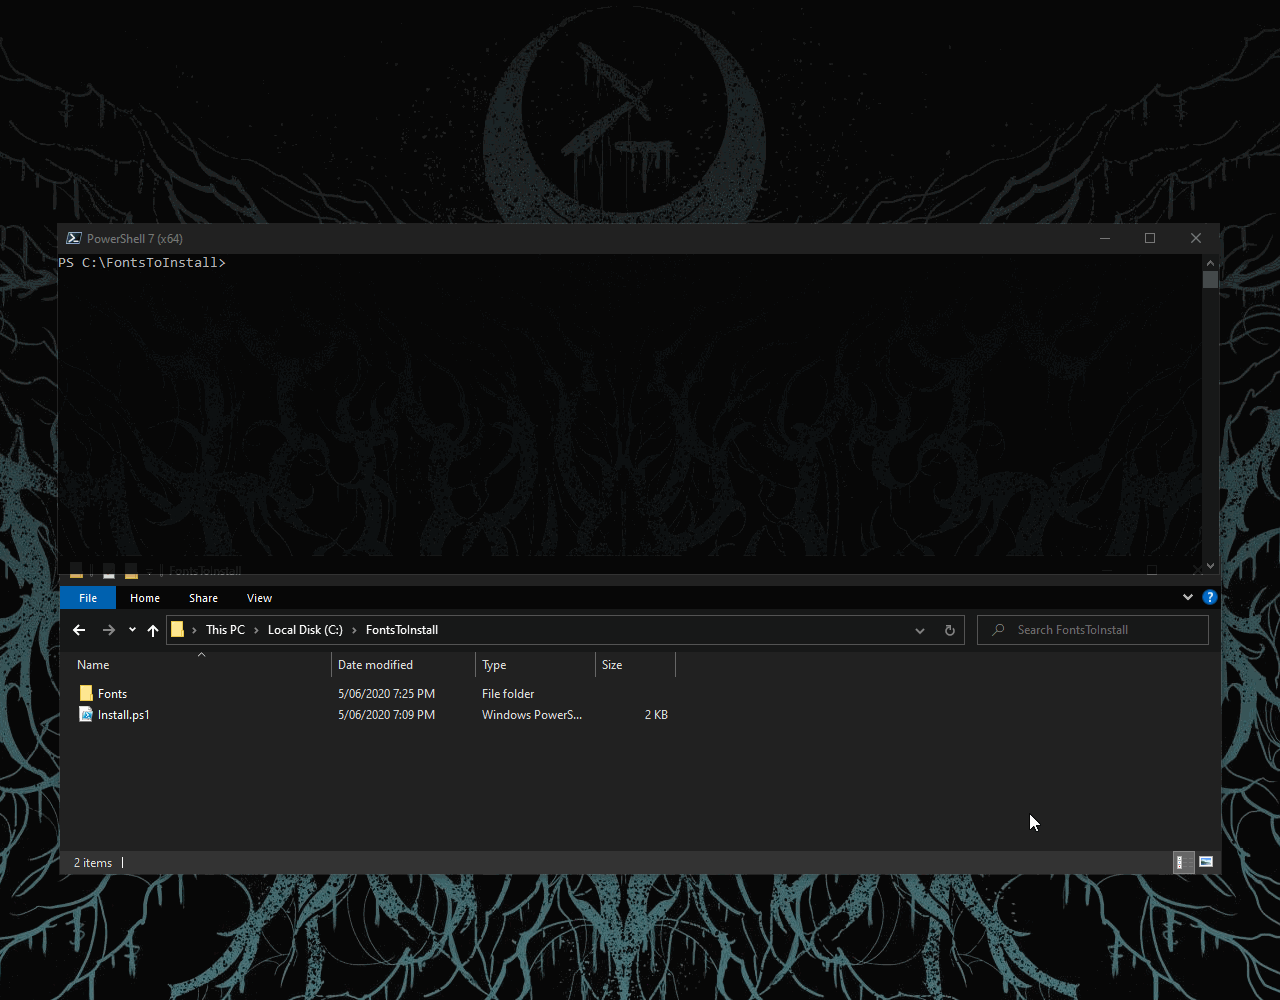 PowerShell 7 (x64)
PS C:\FontsToInstall>
FontsToInstall
File Home Share View
This PC > Local Disk (C:) > FontsToInstall
Search FontsToInstall
Name Date modified Type Size
Fonts 5/06/2020 7:25 PM File folder
Install.ps1 5/06/2020 7:09 PM Windows PowerS... 2 KB
2 items